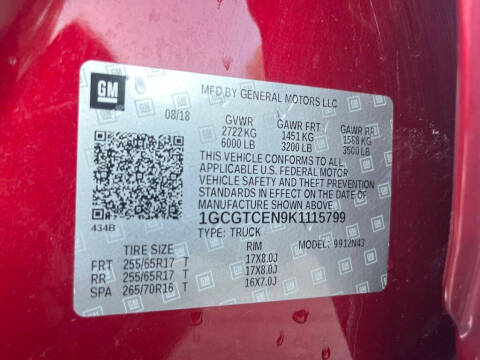 GM
MFD BY GENERAL MOTORS LLC
08/18
GVWR GAWR FRT GAWR RR
2722 KG 1451 KG 1588 KG
6000 LB 3200 LB 3500 LB
THIS VEHICLE CONFORMS TO ALL
APPLICABLE U.S. FEDERAL MOTOR
VEHICLE SAFETY AND THEFT PREVENTION
STANDARDS IN EFFECT ON THE DATE OF
MANUFACTURE SHOWN ABOVE.
1GCGTCEN9K1115799
434B
TYPE: TRUCK MODEL: 9912N43
TIRE SIZE RIM
FRT 255/65R17 T 17X8.0J
RR 255/65R17 T 17X8.0J
SPA 265/70R16 T 16X7.0J